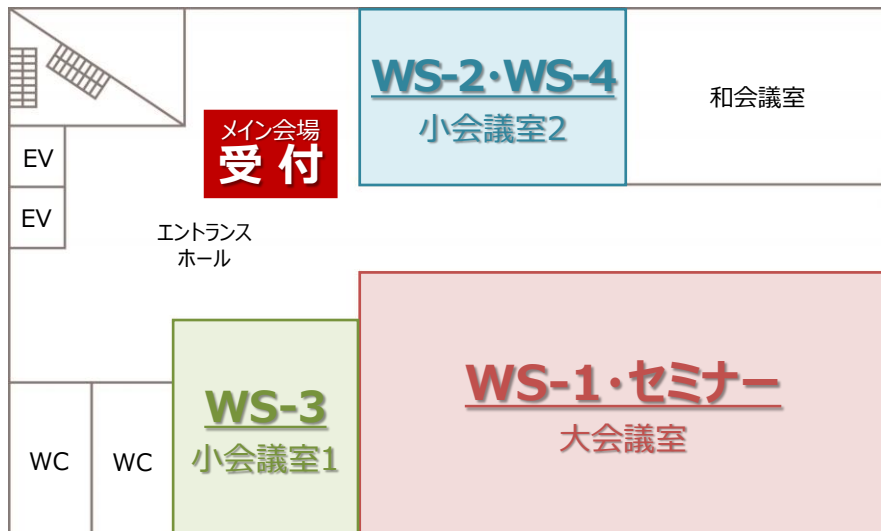 WS-2・WS-4
小会議室2
和会議室
メイン会場
受 付
EV
EV
エントランス
ホール
WS-3
小会議室1
WS-1・セミナー
大会議室
WC
WC